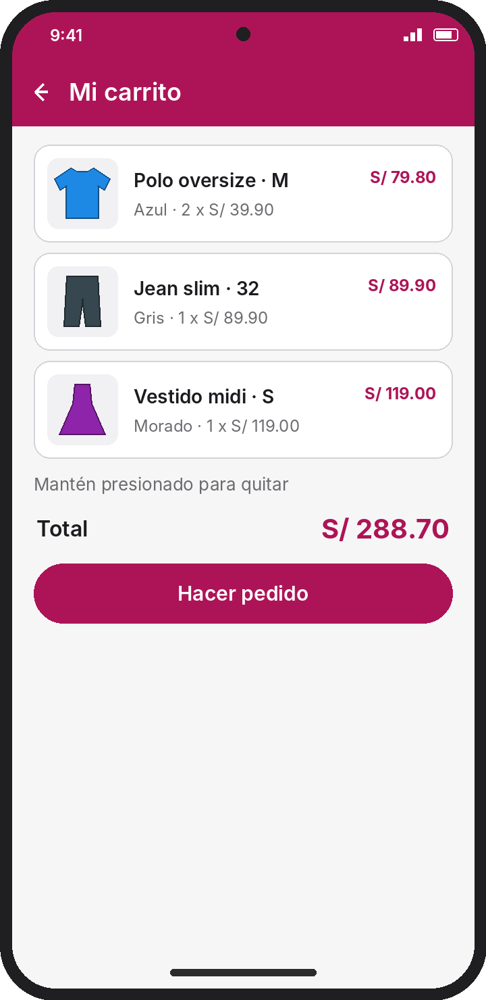 9:41
Mi carrito
Polo oversize · M
S/ 79.80
Azul · 2 x S/ 39.90
Jean slim · 32
S/ 89.90
Gris · 1 x S/ 89.90
Vestido midi · S
S/ 119.00
Morado · 1 x S/ 119.00
Mantén presionado para quitar
Total
S/ 288.70
Hacer pedido